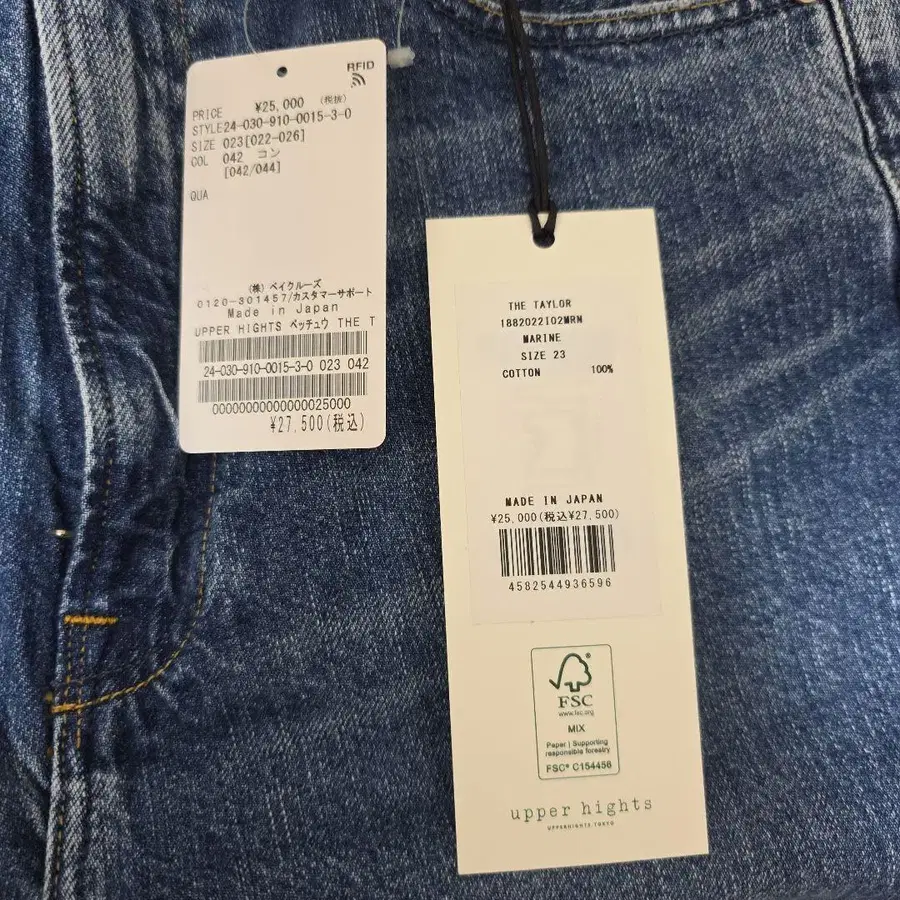 RFID
PRICE ¥25,000 (税抜)
STYLE24-030-910-0015-3-0
SIZE 023[022-026]
COL 042 コン
[042/044]
QUA
(株) ベイクルーズ
0120-301457/カスタマーサポート
Made in Japan
UPPER HIGHTS ベッチュウ THE T
24-030-910-0015-3-0 023 042
00000000000000025000
¥27,500(税込)
THE TAYLOR
1882022I02MRN
MARINE
SIZE 23
COTTON 100%
MADE IN JAPAN
¥25,000(税込¥27,500)
4582544936596
FSC
www.fsc.org
MIX
Paper | Supporting
responsible forestry
FSC® C154456
upper hights
UPPERHIGHTS.TOKYO